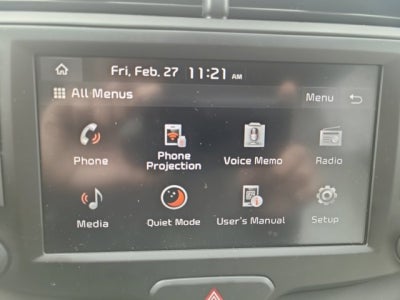 Fri, Feb. 27 11:21 AM
All Menus
Menu
Phone
Phone Projection
Voice Memo
Radio
Media
Quiet Mode
User's Manual
Setup